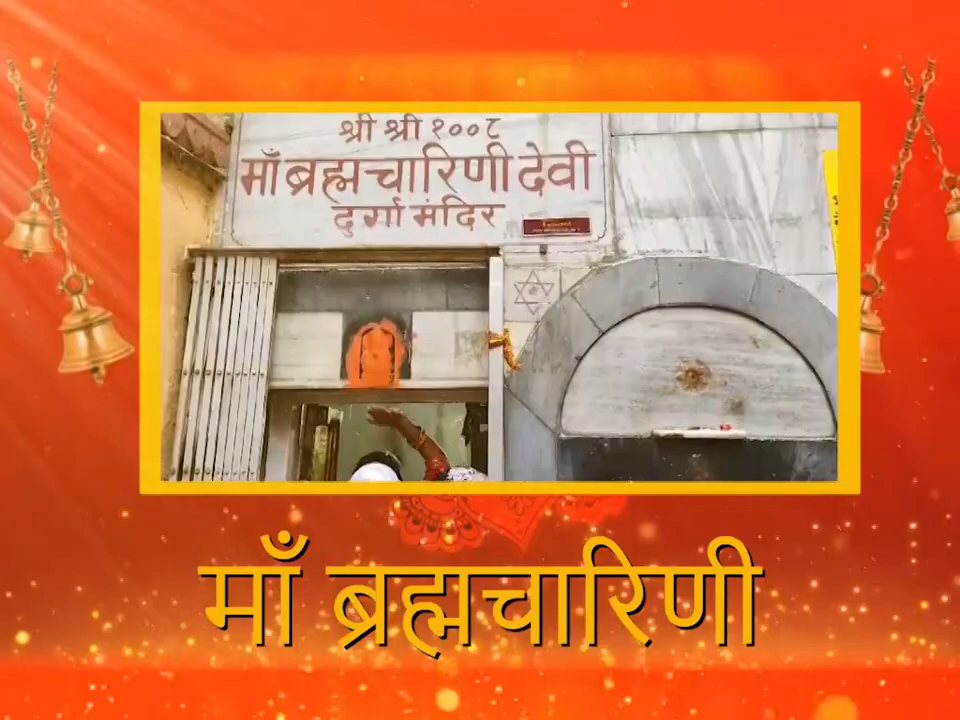 श्री श्री १००८
माँ ब्रह्मचारिणी देवी
दुर्गा मंदिर
माँ ब्रह्मचारिणी